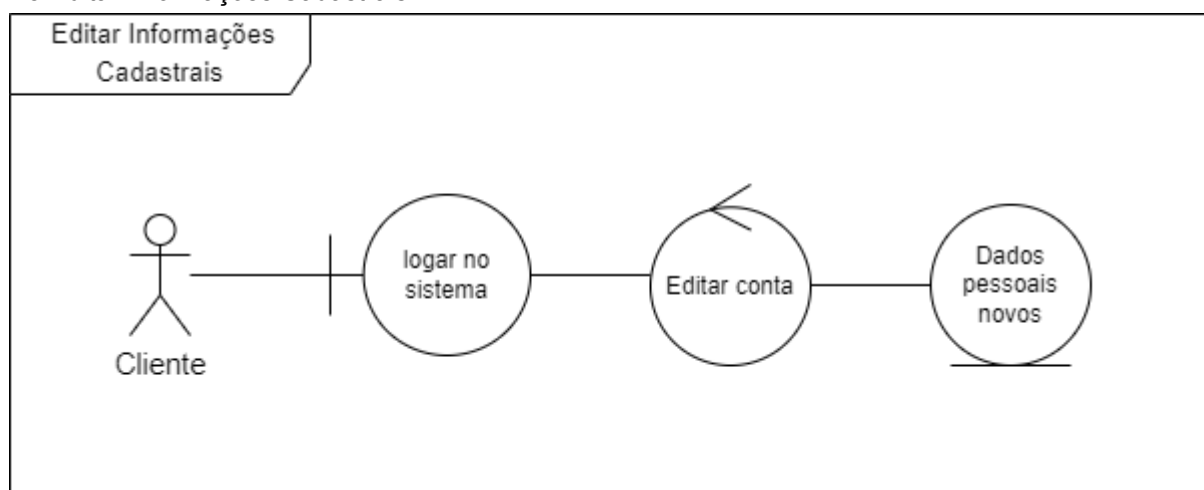 Editar Informações
Cadastrais
logar no
sistema
Editar conta
Dados
pessoais
novos
Cliente